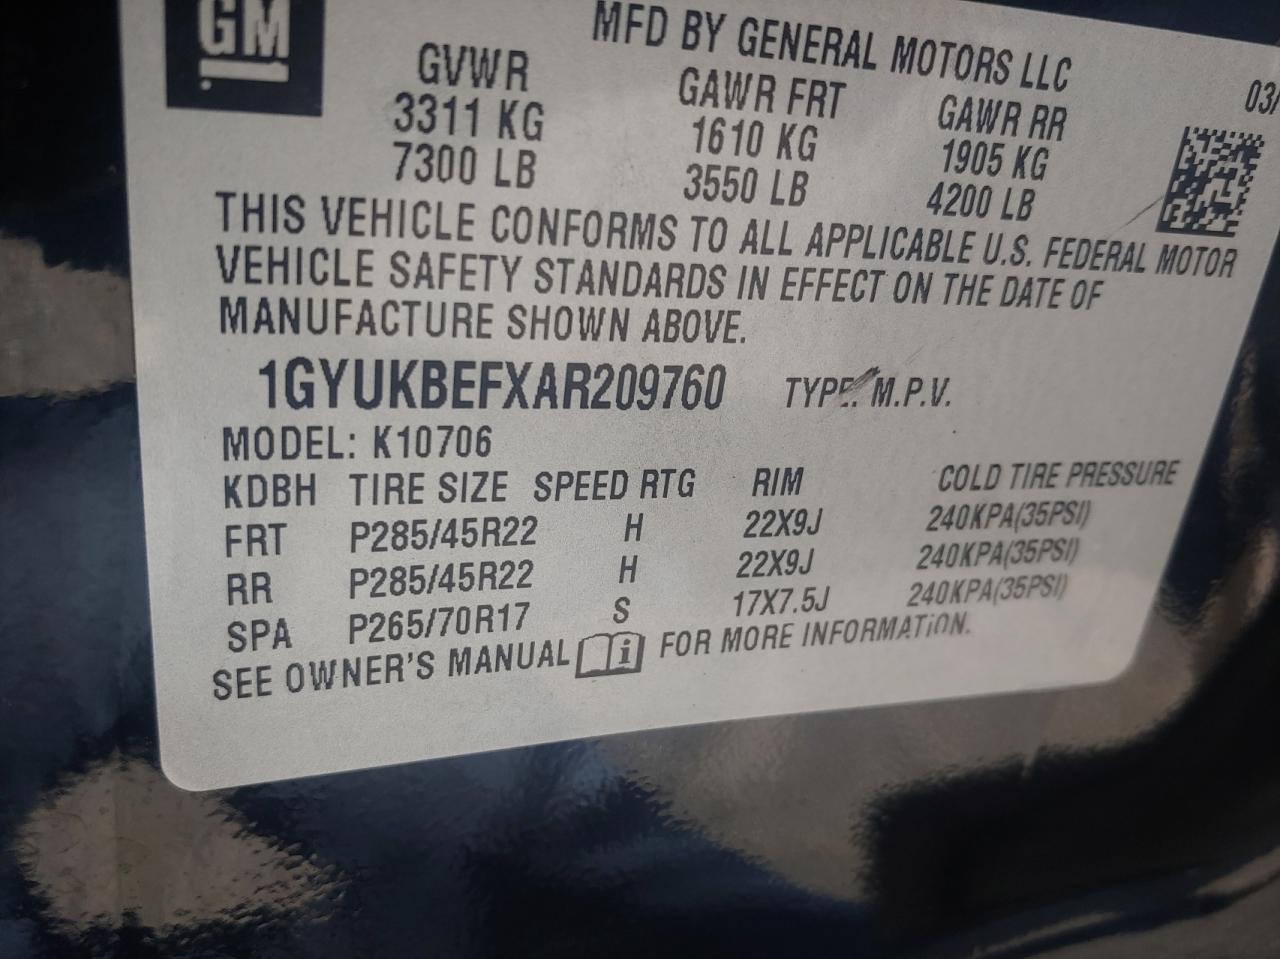 GM
MFD BY GENERAL MOTORS LLC
03/
GVWR GAWR FRT GAWR RR
3311 KG 1610 KG 1905 KG
7300 LB 3550 LB 4200 LB
THIS VEHICLE CONFORMS TO ALL APPLICABLE U.S. FEDERAL MOTOR
VEHICLE SAFETY STANDARDS IN EFFECT ON THE DATE OF
MANUFACTURE SHOWN ABOVE.
1GYUKBEFXAR209760 TYPE: M.P.V.
MODEL: K10706
KDBH TIRE SIZE SPEED RTG RIM COLD TIRE PRESSURE
FRT P285/45R22 H 22X9J 240KPA(35PSI)
RR P285/45R22 H 22X9J 240KPA(35PSI)
SPA P265/70R17 S 17X7.5J 240KPA(35PSI)
SEE OWNER'S MANUAL i FOR MORE INFORMATION.